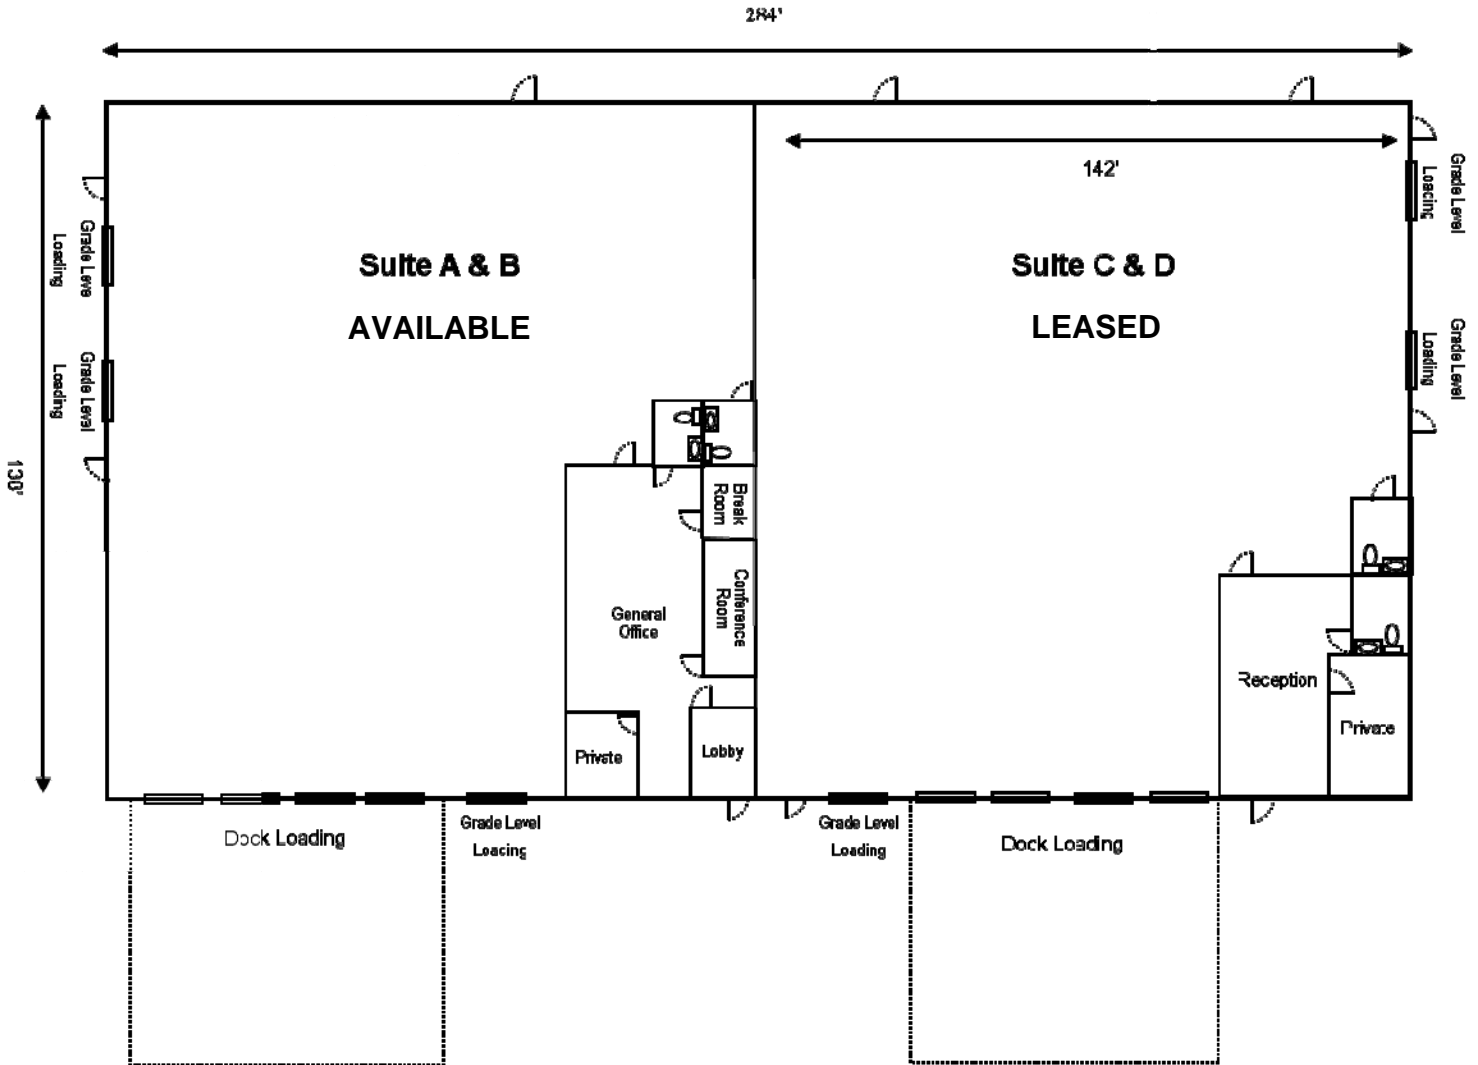 284'
142'
Grade Level
Loading
Suite A & B
AVAILABLE
Suite C & D
LEASED
Grade Leve
Loading
Grade Level
Loading
Grade Level
Loading
130'
Break
Room
Conference
Room
General
Office
Reception
Private
Private
Lobby
Grade Level
Loading
Grade Level
Loading
Dock Loading
Dock Loading